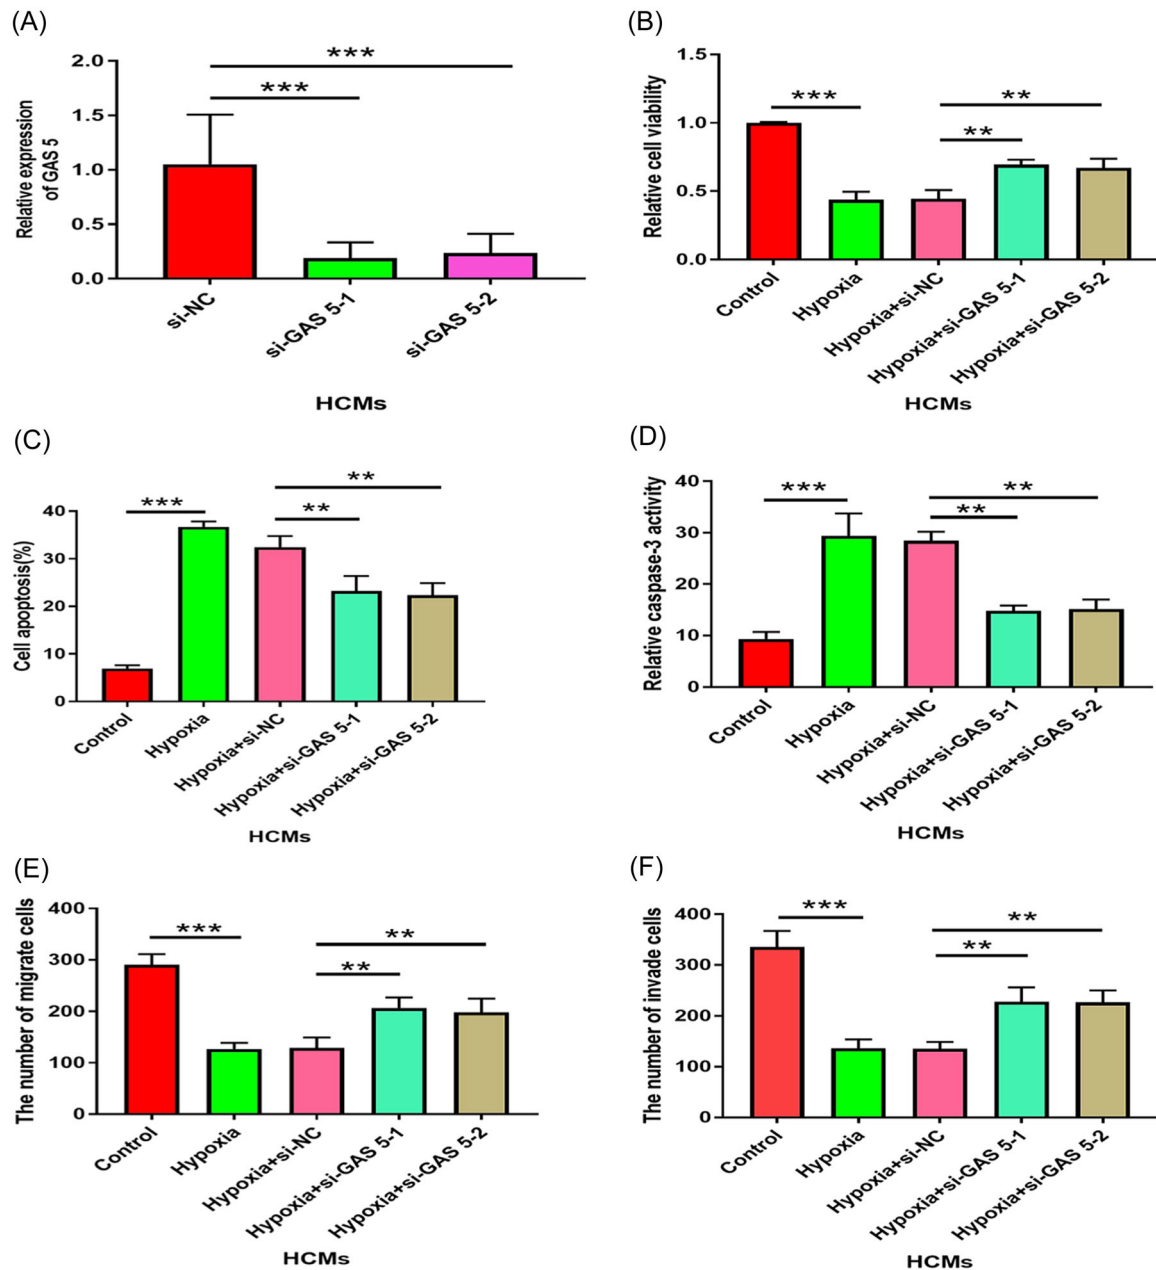 (A)
Relative expression
of GAS 5
2.0
1.5
1.0
0.5
0.0
***
***
si-NC
si-GAS 5-1
si-GAS 5-2
HCMs
(B)
Relative cell viability
1.5
1.0
0.5
0.0
***
**
**
Control
Hypoxia
Hypoxia+si-NC
Hypoxia+si-GAS 5-1
Hypoxia+si-GAS 5-2
HCMs
(C)
Cell apoptosis(%)
40
30
20
10
0
***
**
**
Control
Hypoxia
Hypoxia+si-NC
Hypoxia+si-GAS 5-1
Hypoxia+si-GAS 5-2
HCMs
(D)
Relative caspase-3 activity
40
30
20
10
0
***
**
**
Control
Hypoxia
Hypoxia+si-NC
Hypoxia+si-GAS 5-1
Hypoxia+si-GAS 5-2
HCMs
(E)
The number of migrate cells
400
300
200
100
0
***
**
**
Control
Hypoxia
Hypoxia+si-NC
Hypoxia+si-GAS 5-1
Hypoxia+si-GAS 5-2
HCMs
(F)
The number of invade cells
400
300
200
100
0
***
**
**
Control
Hypoxia
Hypoxia+si-NC
Hypoxia+si-GAS 5-1
Hypoxia+si-GAS 5-2
HCMs